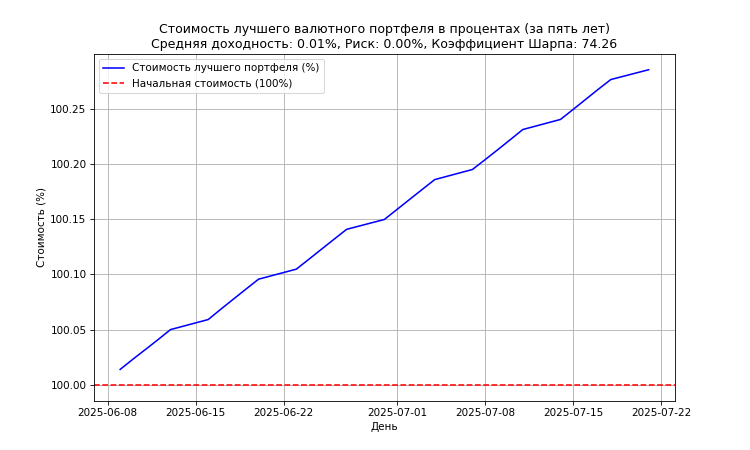 Стоимость лучшего валютного портфеля в процентах (за пять лет)
Средняя доходность: 0.01%, Риск: 0.00%, Коэффициент Шарпа: 74.26
Стоимость лучшего портфеля (%)
Начальная стоимость (100%)
Стоимость (%)
100.25
100.20
100.15
100.10
100.05
100.00
2025-06-08 2025-06-15 2025-06-22 2025-07-01 2025-07-08 2025-07-15 2025-07-22
День